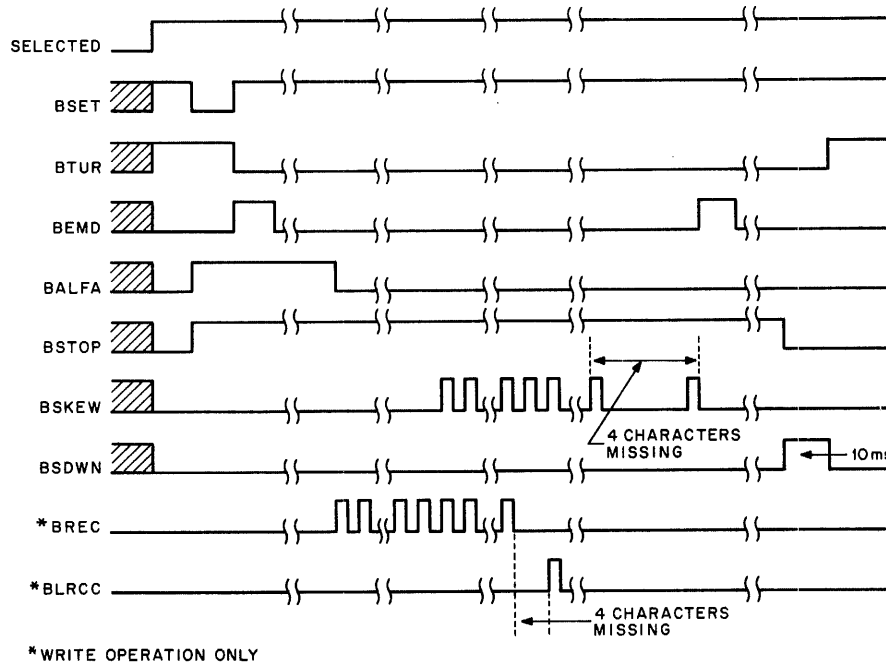 SELECTED
BSET
BTUR
BEMD
BALFA
BSTOP
BSKEW
4 CHARACTERS
MISSING
BSDWN
10ms
*BREC
*BLRCC
4 CHARACTERS
MISSING
*WRITE OPERATION ONLY